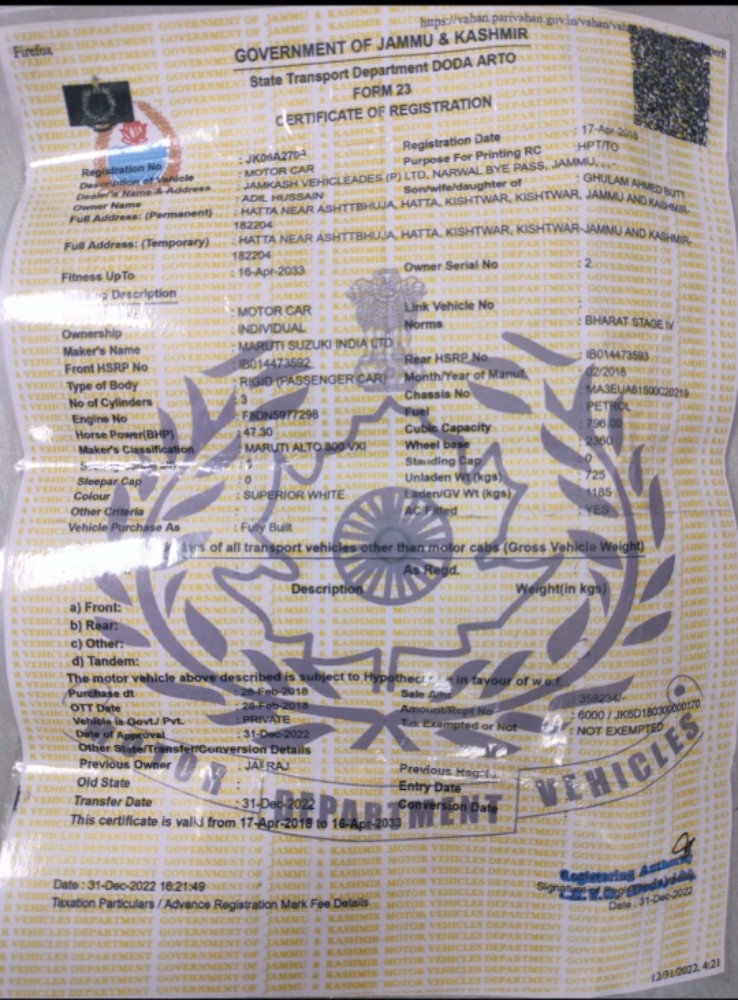 https://vahan.parivahan.gov.in/vahan/vah
Firefox
GOVERNMENT OF JAMMU & KASHMIR
State Transport Department DODA ARTO
FORM 23
CERTIFICATE OF REGISTRATION
Registration No : Registration Date : 17-Apr-2018
Description of Vehicle : MOTOR CAR Purpose For Printing RC : HPT/TO
Dealer's Name & Address : JAMKASH VEHICLEADES (P) LTD, NARWAL BYE PASS, JAMMU,
Owner Name : ADIL HUSSAIN Son/wife/daughter of : GHULAM AHMED BUTT
Full Address: (Permanent) : HATTA NEAR ASHTTBHUJA, HATTA, KISHTWAR, KISHTWAR, JAMMU AND KASHMIR-
182204
Full Address: (Temporary) : HATTA NEAR ASHTTBHUJA, HATTA, KISHTWAR, KISHTWAR-JAMMU AND KASHMIR-
182204
Fitness UpTo : 16-Apr-2033 Owner Serial No : 2
Description
: MOTOR CAR Link Vehicle No :
Ownership : INDIVIDUAL Norms : BHARAT STAGE IV
Maker's Name : MARUTI SUZUKI INDIA LTD
Front HSRP No : IB014473592 Rear HSRP No : IB014473593
Type of Body : RIGID (PASSENGER CAR) Month/Year of Manuf. : 02/2018
No of Cylinders : 3 Chassis No : MA3EUA61S00C20219
Engine No : F8DN5977298 Fuel : PETROL
Horse Power(BHP) : 47.30 Cubic Capacity : 796.00
Maker's Classification : MARUTI ALTO 800 VXI Wheel base : 2360
Standing Cap : 0
Sleepar Cap : 0 Unladen Wt (kgs) : 725
Colour : SUPERIOR WHITE Laden/GV Wt (kgs) : 1185
Other Criteria : AC Fitted : YES
Vehicle Purchase As : Fully Built
of all transport vehicles other than motor cabs (Gross Vehicle Weight)
As Regd.
Description Weight(in kgs)
a) Front:
b) Rear:
c) Other:
d) Tandem:
The motor vehicle above described is subject to in favour of w.e.f.
Purchase dt : 28-Feb-2018 Sale Amt : 358234/-
OTT Date : 28-Feb-2018 Amount/Rcpt No : 6000 / JK6D180300000170
Vehicle is Govt./ Pvt. : PRIVATE Tax Exempted or Not : NOT EXEMPTED
Date of Approval : 31-Dec-2022
Other State/Transfer/Conversion Details
Previous Owner : JAI RAJ Previous
Old State : Entry Date
Transfer Date : 31-Dec-2022 Conversion Date
This certificate is valid from 17-Apr-2018 to 16-Apr-2033
DEPARTMENT VEHICLES
Registering Authority
Signature of
Date : 31-Dec-2022 16:21:49
Date : 31-Dec-2022
Taxation Particulars / Advance Registration Mark Fee Details
12/31/2022, 4:21